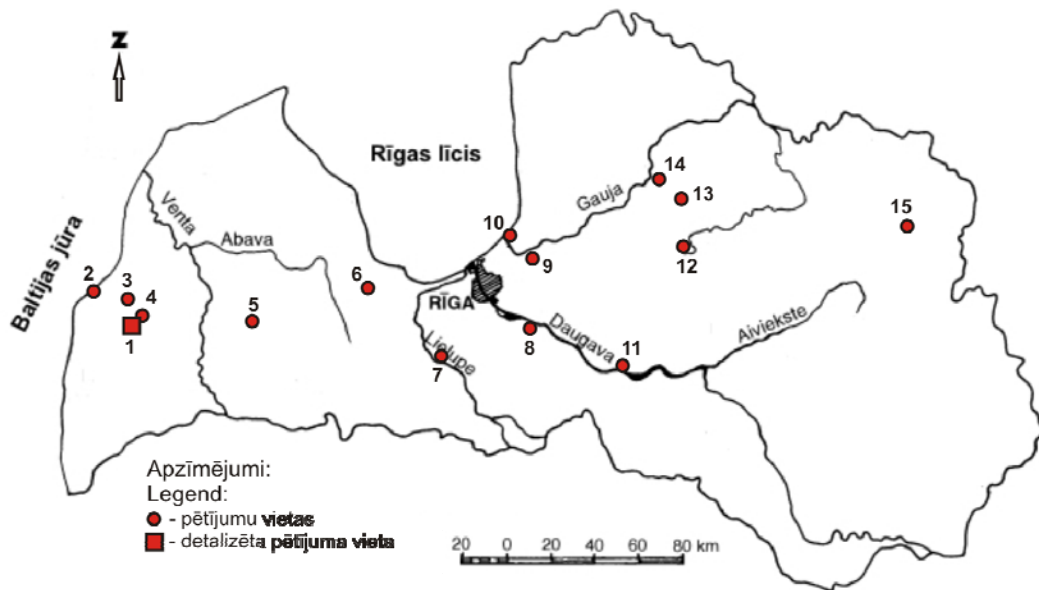 Z
Baltijas jūra
Rīgas līcis
Venta
Abava
Gauja
RĪGA
Lielupe
Daugava
Aiviekste
1
2
3
4
5
6
7
8
9
10
11
12
13
14
15
Apzīmējumi:
Legend:
- pētījumu vietas
- detalizēta pētījuma vieta
20 0 20 40 60 80 km